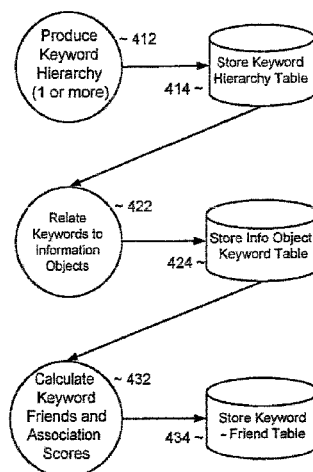 Produce
Keyword
Hierarchy
(1 or more)
~ 412
Store Keyword
Hierarchy Table
414 ~
Relate
Keywords to
Information
Objects
~ 422
Store Info Object
Keyword Table
424 ~
Calculate
Keyword
Friends and
Association
Scores
~ 432
Store Keyword
- Friend Table
434 ~